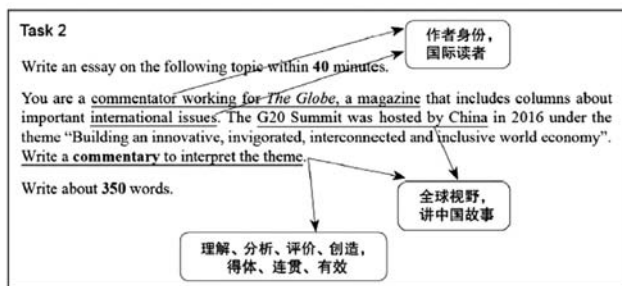 Task 2
作者身份，
国际读者
Write an essay on the following topic within 40 minutes.
You are a commentator working for The Globe, a magazine that includes columns about
important international issues. The G20 Summit was hosted by China in 2016 under the
theme “Building an innovative, invigorated, interconnected and inclusive world economy”.
Write a commentary to interpret the theme.
Write about 350 words.
全球视野，
讲中国故事
理解、分析、评价、创造，
得体、连贯、有效